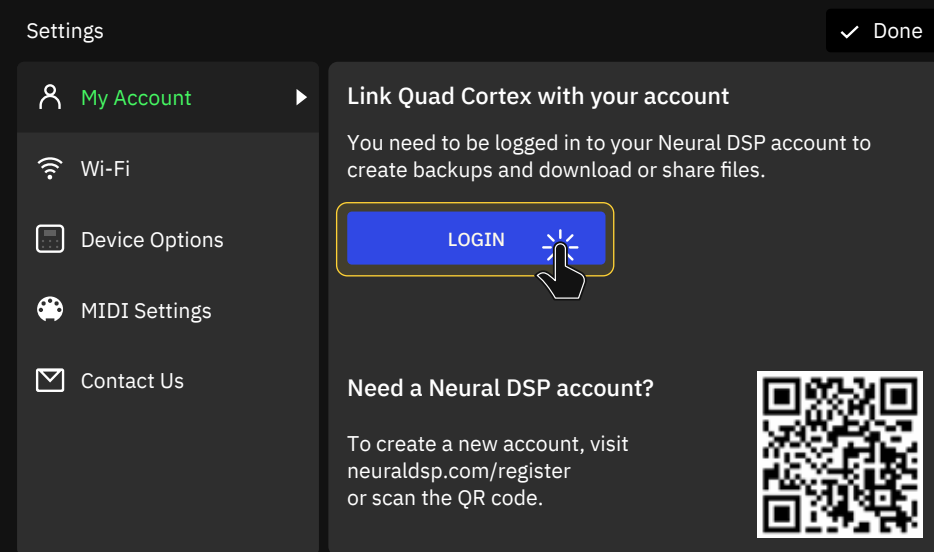 Settings
Done
My Account
Wi-Fi
Device Options
MIDI Settings
Contact Us
Link Quad Cortex with your account
You need to be logged in to your Neural DSP account to
create backups and download or share files.
LOGIN
Need a Neural DSP account?
To create a new account, visit
neuraldsp.com/register
or scan the QR code.